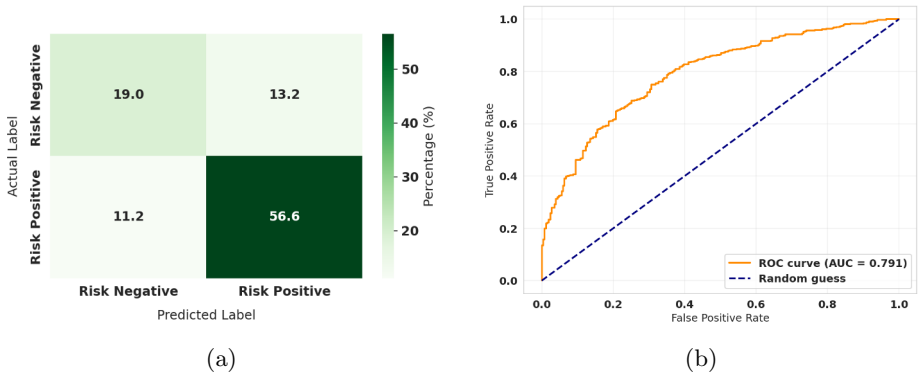 Actual Label
Risk Negative
Risk Positive
19.0
13.2
11.2
56.6
Risk Negative
Risk Positive
Predicted Label
50
40
30
20
Percentage (%)
(a)
True Positive Rate
1.0
0.8
0.6
0.4
0.2
0.0
0.0
0.2
0.4
0.6
0.8
1.0
False Positive Rate
ROC curve (AUC = 0.791)
Random guess
(b)